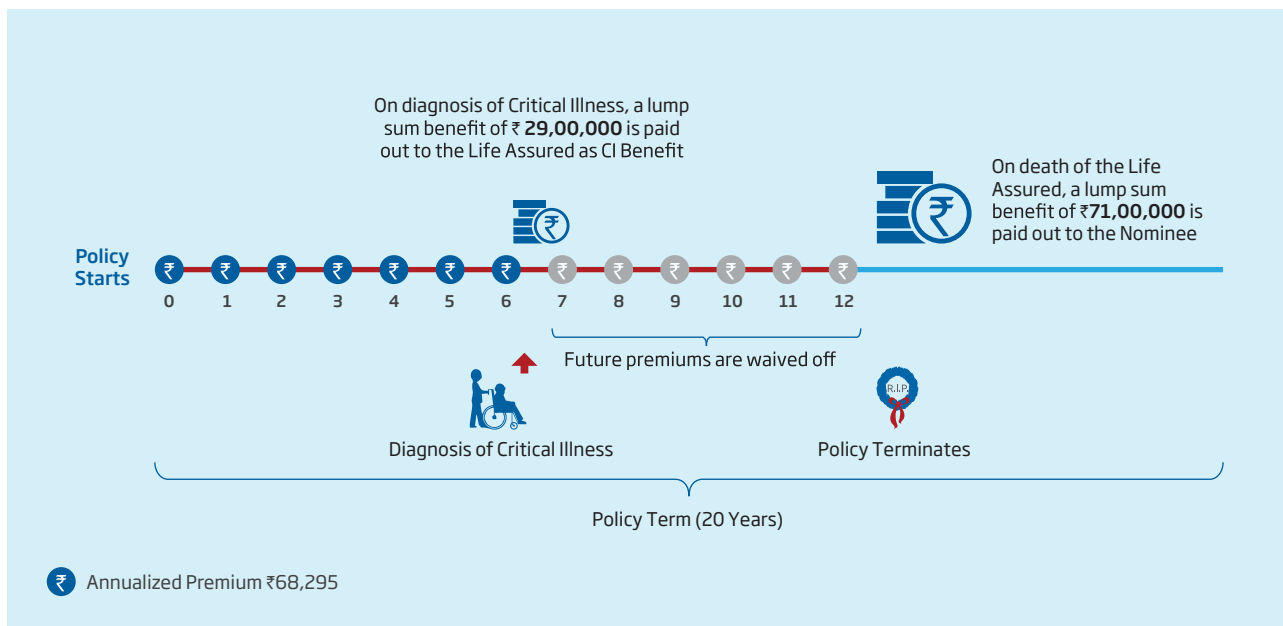 On diagnosis of Critical Illness, a lump
sum benefit of ₹ 29,00,000 is paid
out to the Life Assured as CI Benefit
On death of the Life
Assured, a lump sum
benefit of ₹71,00,000 is
paid out to the Nominee
₹
₹
Policy
Starts
₹ ₹ ₹ ₹ ₹ ₹ ₹ ₹ ₹ ₹ ₹ ₹ ₹
0 1 2 3 4 5 6 7 8 9 10 11 12
Future premiums are waived off
R.I.P.
Diagnosis of Critical Illness
Policy Terminates
Policy Term (20 Years)
₹ Annualized Premium ₹68,295